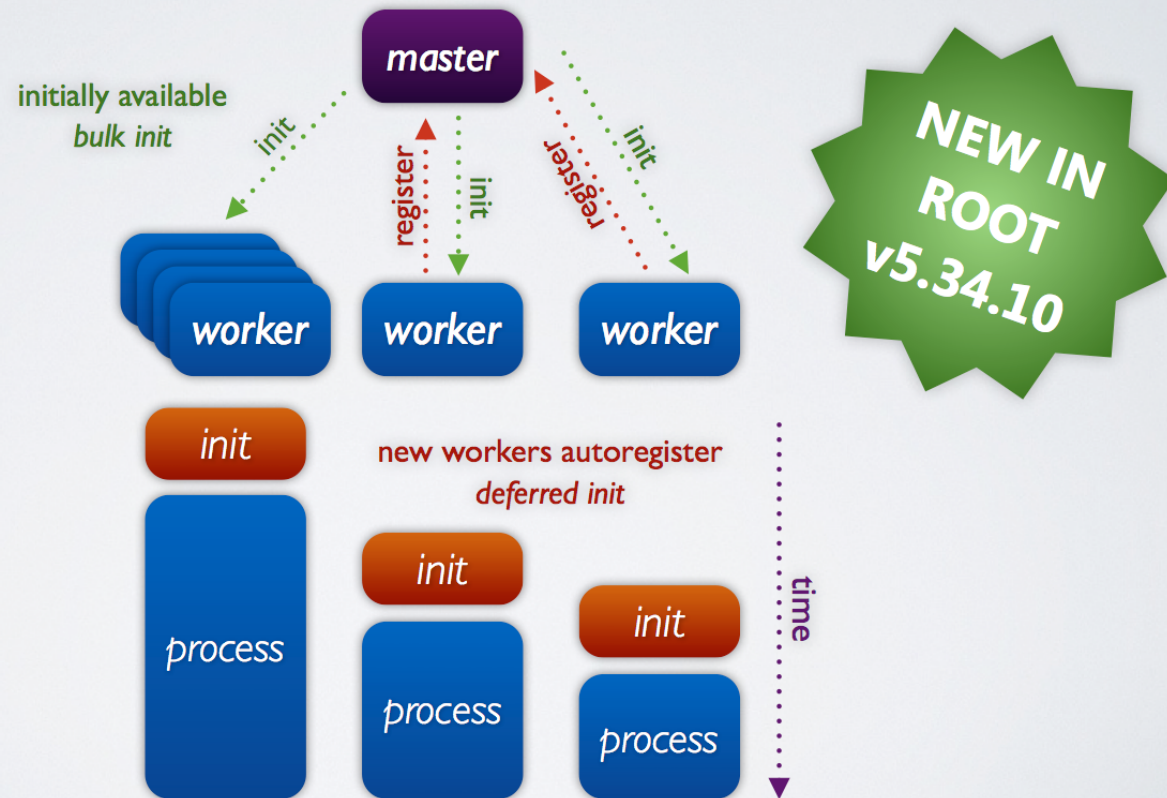 master
initially available
bulk init
init
register
init
register
init
NEW IN
ROOT
v5.34.10
worker
worker
worker
init
new workers autoregister
deferred init
init
init
time
process
process
process